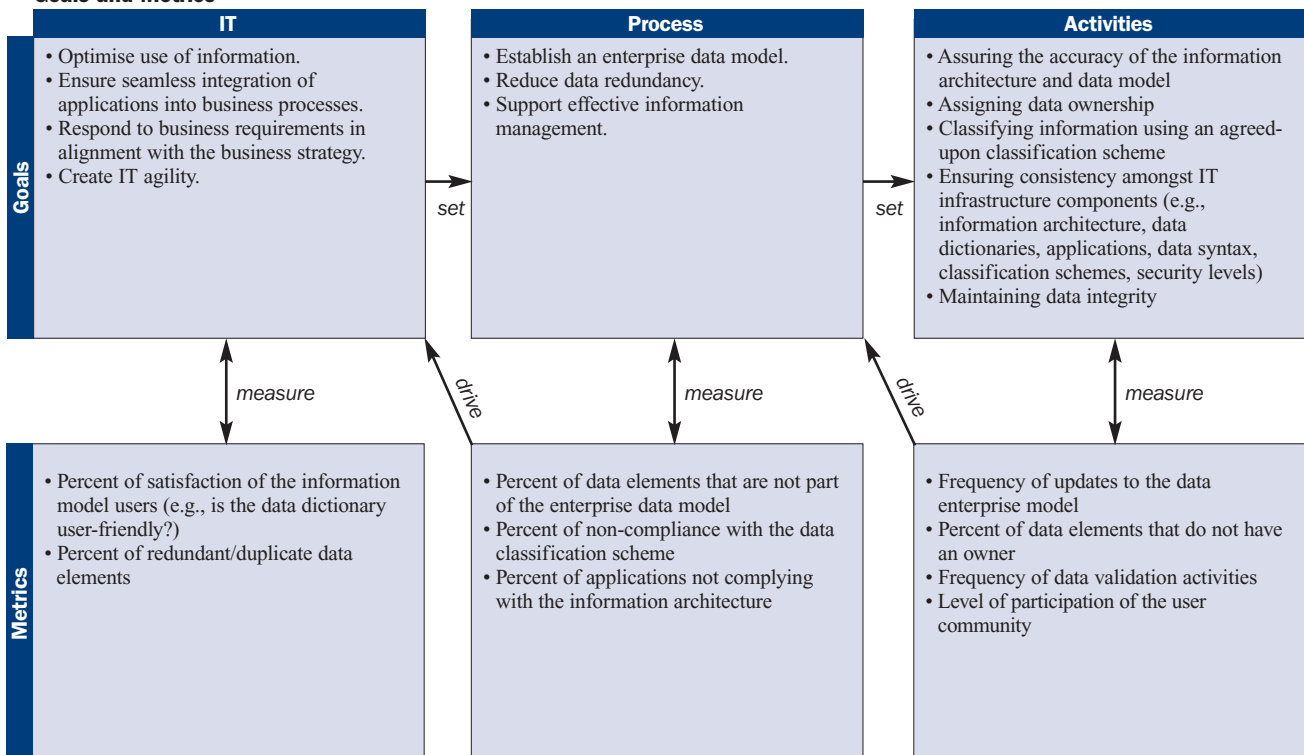 Goals and Metrics
IT
Process
Activities
Goals
• Optimise use of information.
• Ensure seamless integration of
applications into business processes.
• Respond to business requirements in
alignment with the business strategy.
• Create IT agility.
set
• Establish an enterprise data model.
• Reduce data redundancy.
• Support effective information
management.
set
• Assuring the accuracy of the information
architecture and data model
• Assigning data ownership
• Classifying information using an agreed-
upon classification scheme
• Ensuring consistency amongst IT
infrastructure components (e.g.,
information architecture, data
dictionaries, applications, data syntax,
classification schemes, security levels)
• Maintaining data integrity
measure
drive
measure
drive
measure
Metrics
• Percent of satisfaction of the information
model users (e.g., is the data dictionary
user-friendly?)
• Percent of redundant/duplicate data
elements
• Percent of data elements that are not part
of the enterprise data model
• Percent of non-compliance with the data
classification scheme
• Percent of applications not complying
with the information architecture
• Frequency of updates to the data
enterprise model
• Percent of data elements that do not have
an owner
• Frequency of data validation activities
• Level of participation of the user
community